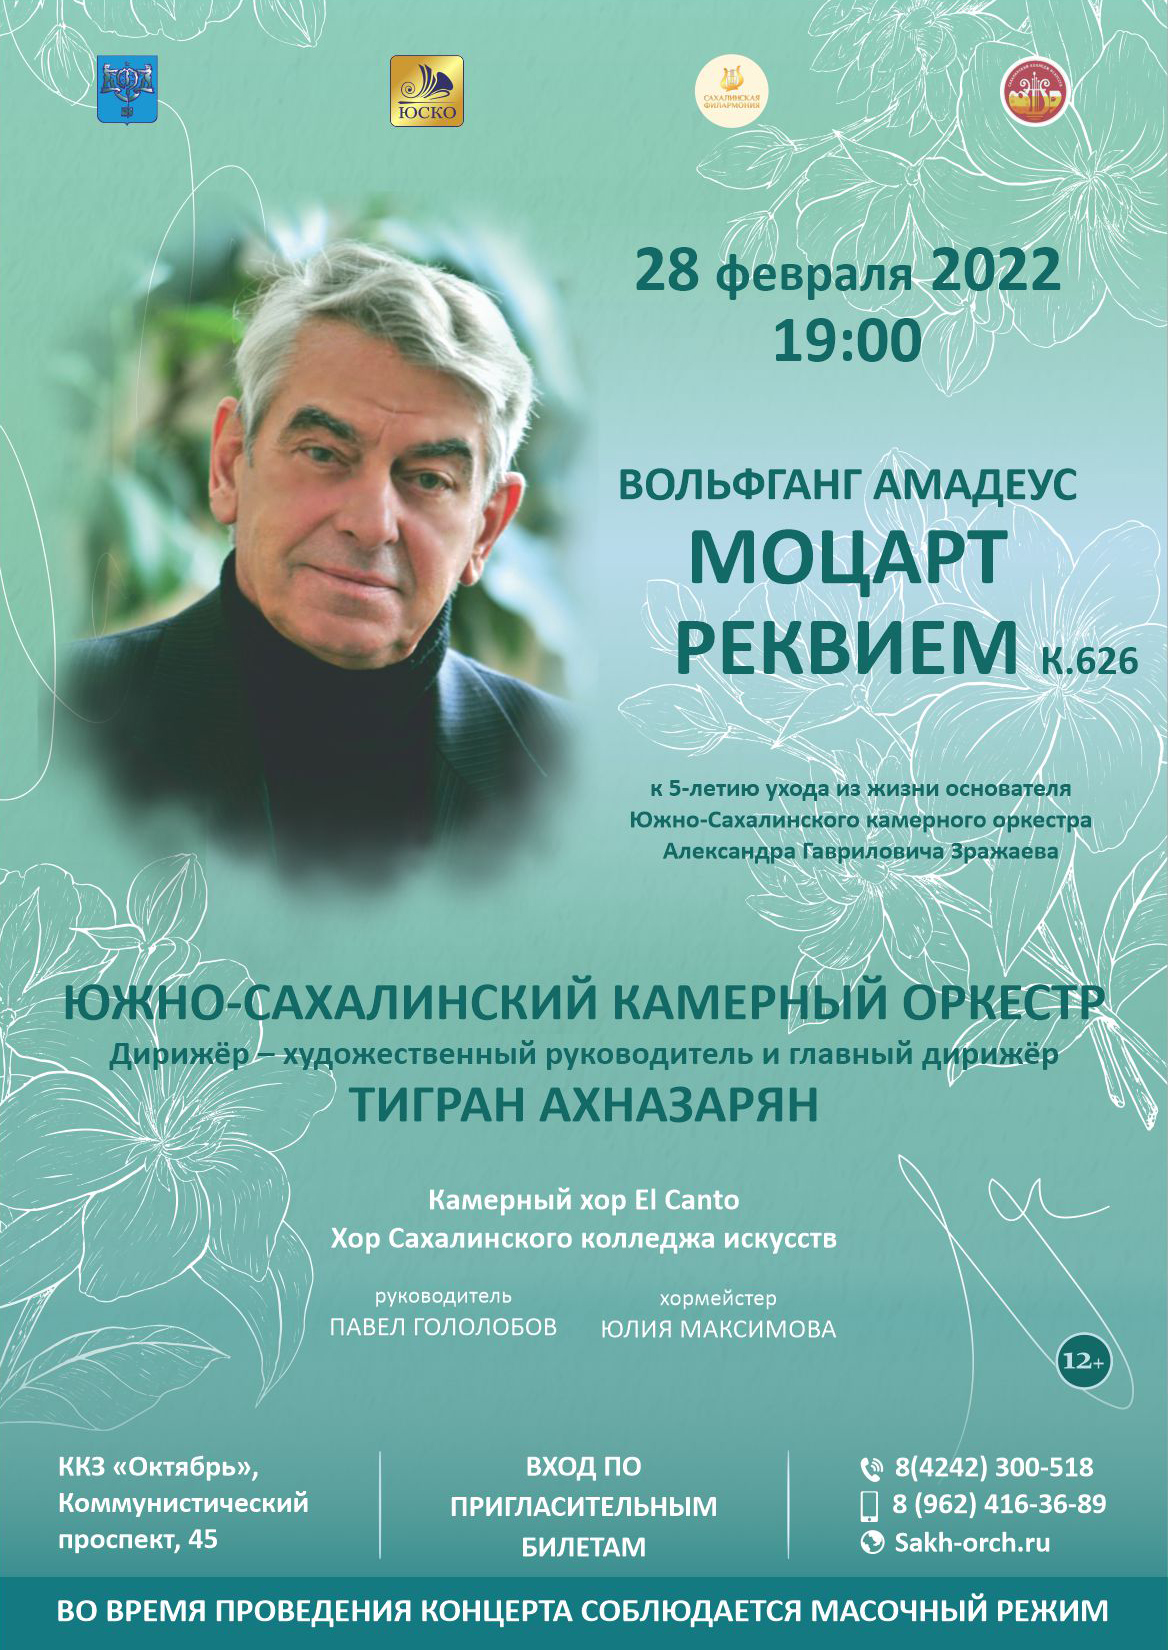 ЮСКО
САХАЛИНСКАЯ
ФИЛАРМОНИЯ
28 февраля 2022
19:00
ВОЛЬФГАНГ АМАДЕУС
МОЦАРТ
РЕКВИЕМ К.626
к 5-летию ухода из жизни основателя
Южно-Сахалинского камерного оркестра
Александра Гавриловича Зражаева
ЮЖНО-САХАЛИНСКИЙ КАМЕРНЫЙ ОРКЕСТР
Дирижёр – художественный руководитель и главный дирижёр
ТИГРАН АХНАЗАРЯН
Камерный хор El Canto
Хор Сахалинского колледжа искусств
руководитель
ПАВЕЛ ГОЛОЛОБОВ
хормейстер
ЮЛИЯ МАКСИМОВА
12+
ККЗ «Октябрь»,
Коммунистический
проспект, 45
ВХОД ПО
ПРИГЛАСИТЕЛЬНЫМ
БИЛЕТАМ
8(4242) 300-518
8 (962) 416-36-89
Sakh-orch.ru
ВО ВРЕМЯ ПРОВЕДЕНИЯ КОНЦЕРТА СОБЛЮДАЕТСЯ МАСОЧНЫЙ РЕЖИМ